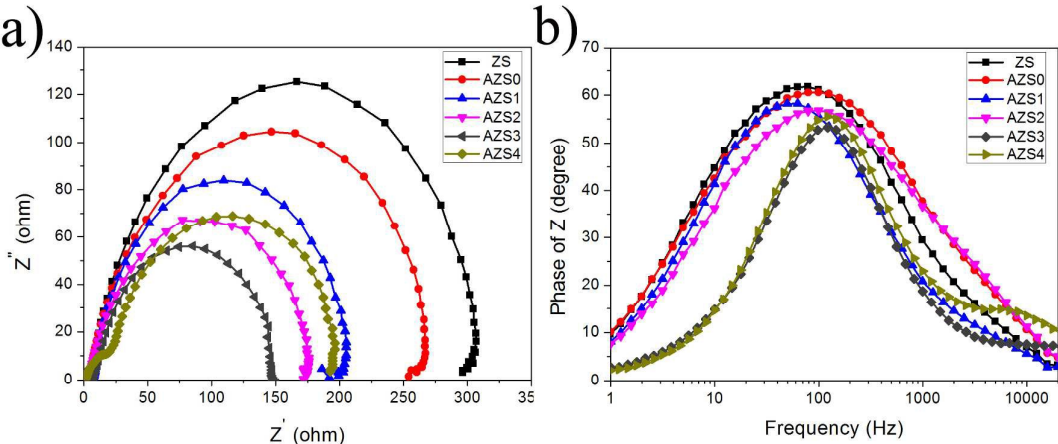 a)
140
120
100
80
60
40
20
0
Z" (ohm)
0 50 100 150 200 250 300 35
Z' (ohm)
ZS
AZS0
AZS1
AZS2
AZS3
AZS4
b)
70
60
50
40
30
20
10
0
Phase of Z (degree)
1 10 100 1000 10000
Frequency (Hz)
ZS
AZS0
AZS1
AZS2
AZS3
AZS4